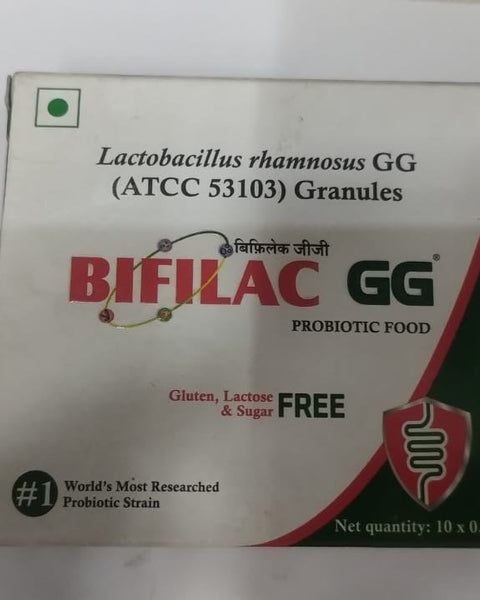 Lactobacillus rhamnosus GG
(ATCC 53103) Granules
बिफ़िलेक जीजी
BIFILAC GG®
PROBIOTIC FOOD
Gluten, Lactose
& Sugar FREE
#1 World's Most Researched
Probiotic Strain
Net quantity: 10 x 0.